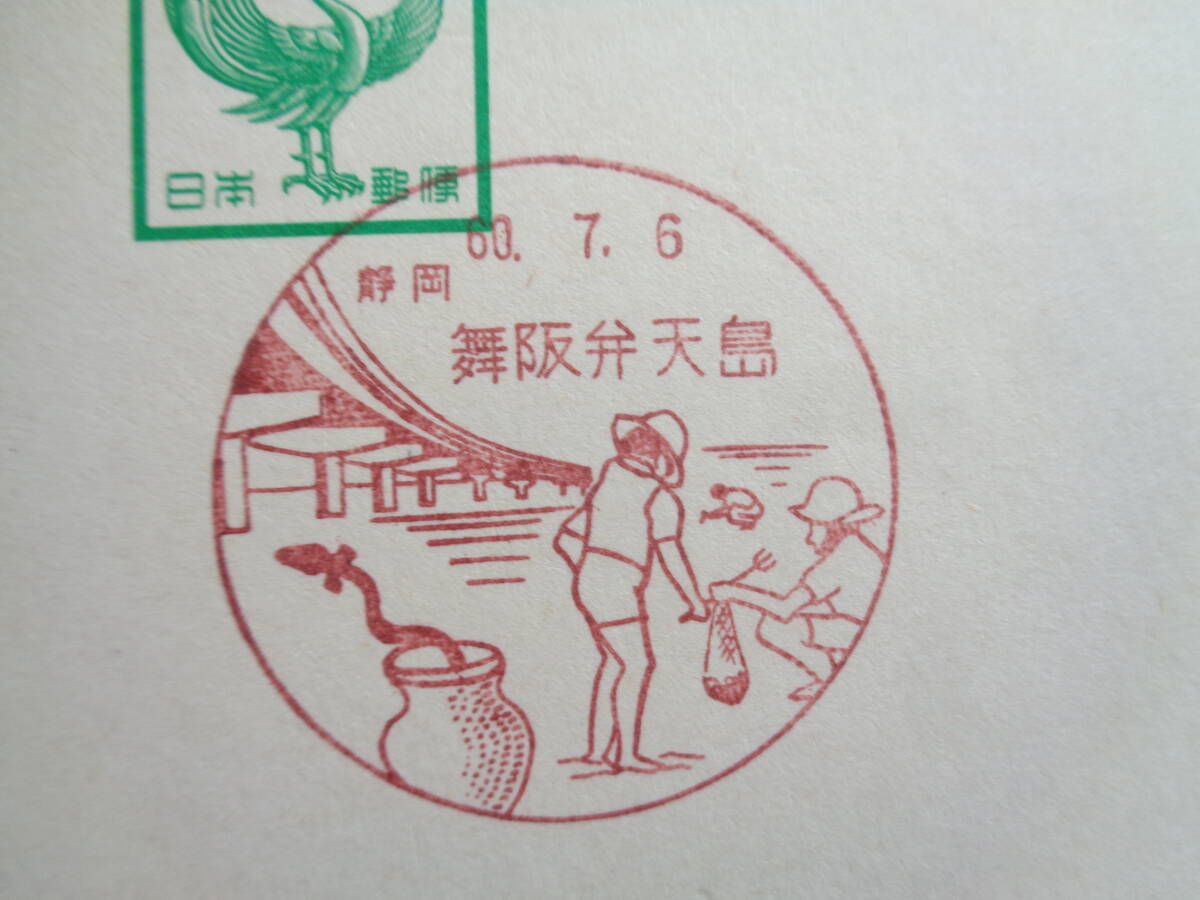 日本 郵便
60. 7. 6
静岡
舞阪弁天島